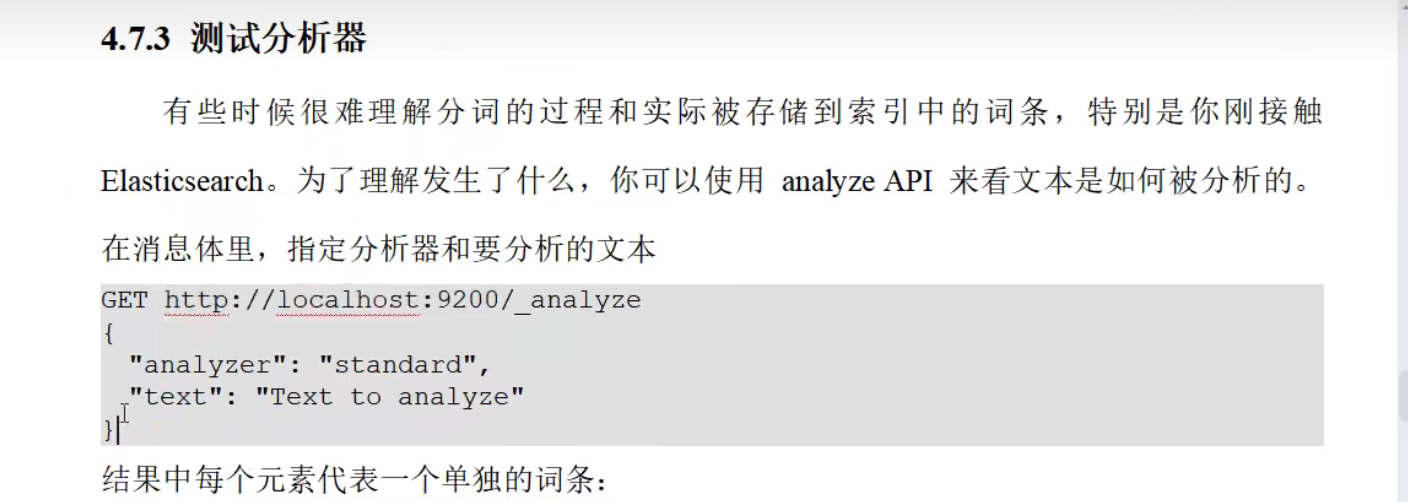 4.7.3 测试分析器
有些时候很难理解分词的过程和实际被存储到索引中的词条，特别是你刚接触
Elasticsearch。为了理解发生了什么，你可以使用 analyze API 来看文本是如何被分析的。
在消息体里，指定分析器和要分析的文本
GET http://localhost:9200/_analyze
{
  "analyzer": "standard",
  "text": "Text to analyze"
}
结果中每个元素代表一个单独的词条：